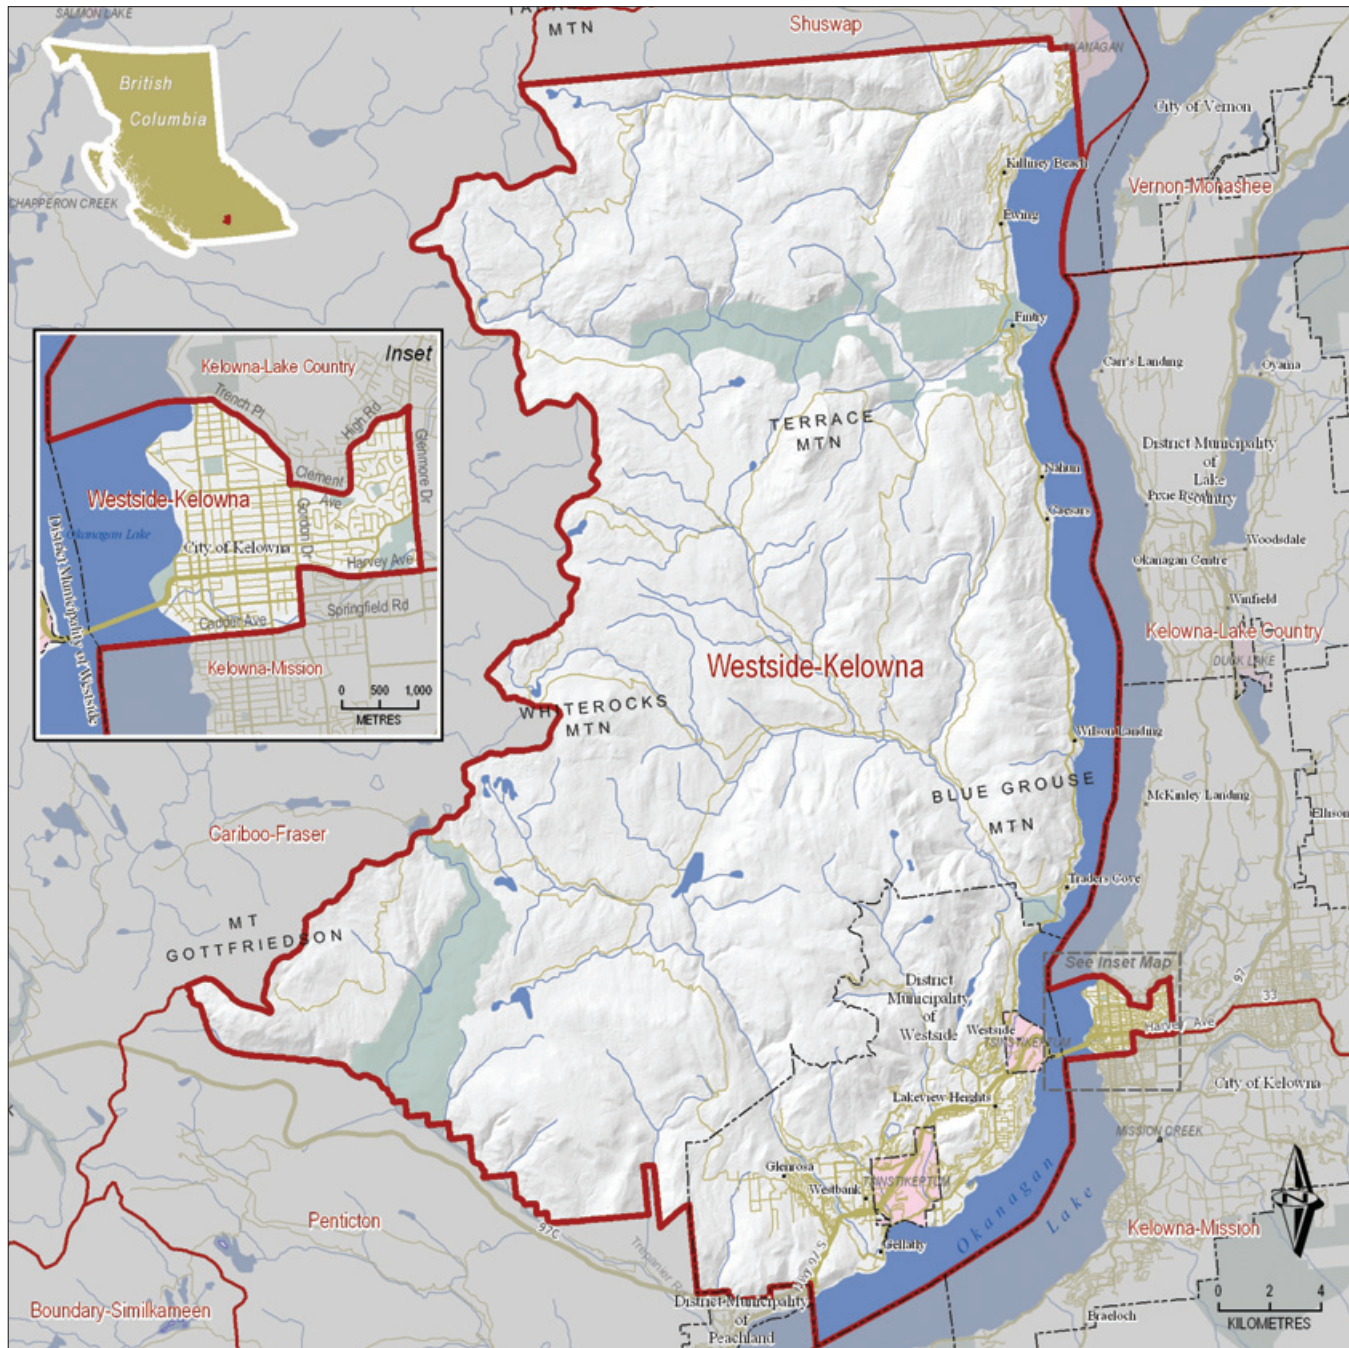 SALMON LAKE
MTN
Shuswap
OKANAGAN
British
Columbia
City of Vernon
Killiney Beach
Vernon-Monashee
CHAPPERON CREEK
Ewing
Fintry
Inset
Kelowna-Lake Country
Trench Pl
High Rd
Glenmore Dr
Clement
Ave
Westside-Kelowna
Gordon Dr
Okanagan Lake
City of Kelowna
Harvey Ave
District Municipality of Westside
Springfield Rd
Cadder Ave
Kelowna-Mission
0 500 1,000
METRES
Carr's Landing
Oyama
TERRACE
MTN
District Municipality
of
Lake
Country
Nahun
Caesars
Woodsdale
Okanagan Centre
Winfield
Kelowna-Lake Country
DUCK LAKE
Westside-Kelowna
WHITEROCKS
MTN
Wilson Landing
BLUE GROUSE
MTN
McKinley Landing
Ellison
Cariboo-Fraser
Traders Cove
MT
GOTTFRIEDSON
See Inset Map
97
33
Harvey Ave
District
Municipality
of
Westside
Westside
TSINSTIKEPTUM
City of Kelowna
Lakeview Heights
MISSION CREEK
Glenrosa
Westbank
TSINSTIKEPTUM
Okanagan
Lake
Gellatly
Kelowna-Mission
Penticton
97C
Trepanier R
Hwy 97 S
District Municipality
of
Peachland
Boundary-Similkameen
Braeloch
N
0 2 4
KILOMETRES